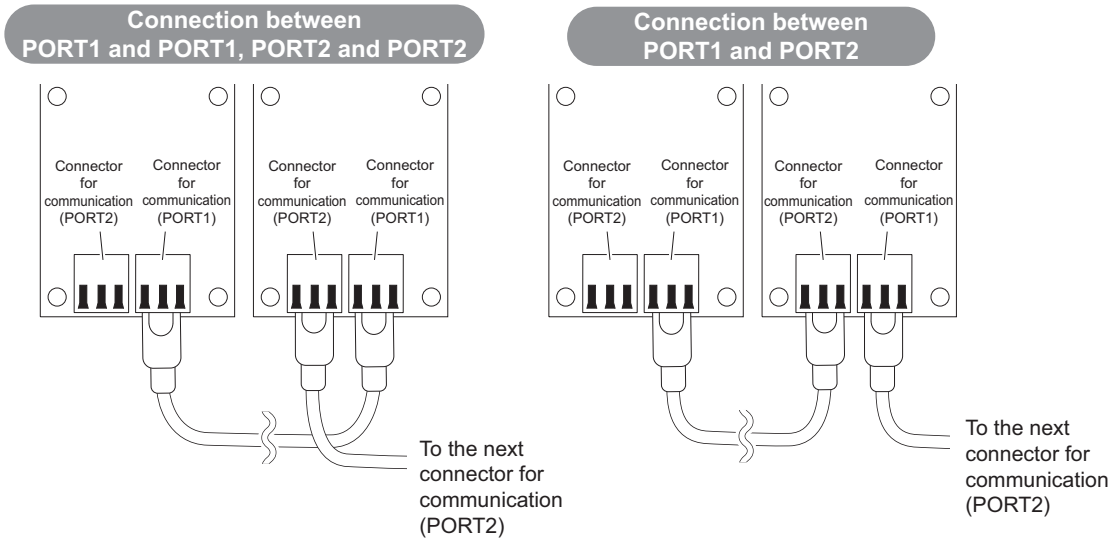 Connection between
PORT1 and PORT1, PORT2 and PORT2
Connector
for
communication
(PORT2)
Connector
for
communication
(PORT1)
Connector
for
communication
(PORT2)
Connector
for
communication
(PORT1)
To the next
connector for
communication
(PORT2)
Connection between
PORT1 and PORT2
Connector
for
communication
(PORT2)
Connector
for
communication
(PORT1)
Connector
for
communication
(PORT2)
Connector
for
communication
(PORT1)
To the next
connector for
communication
(PORT2)